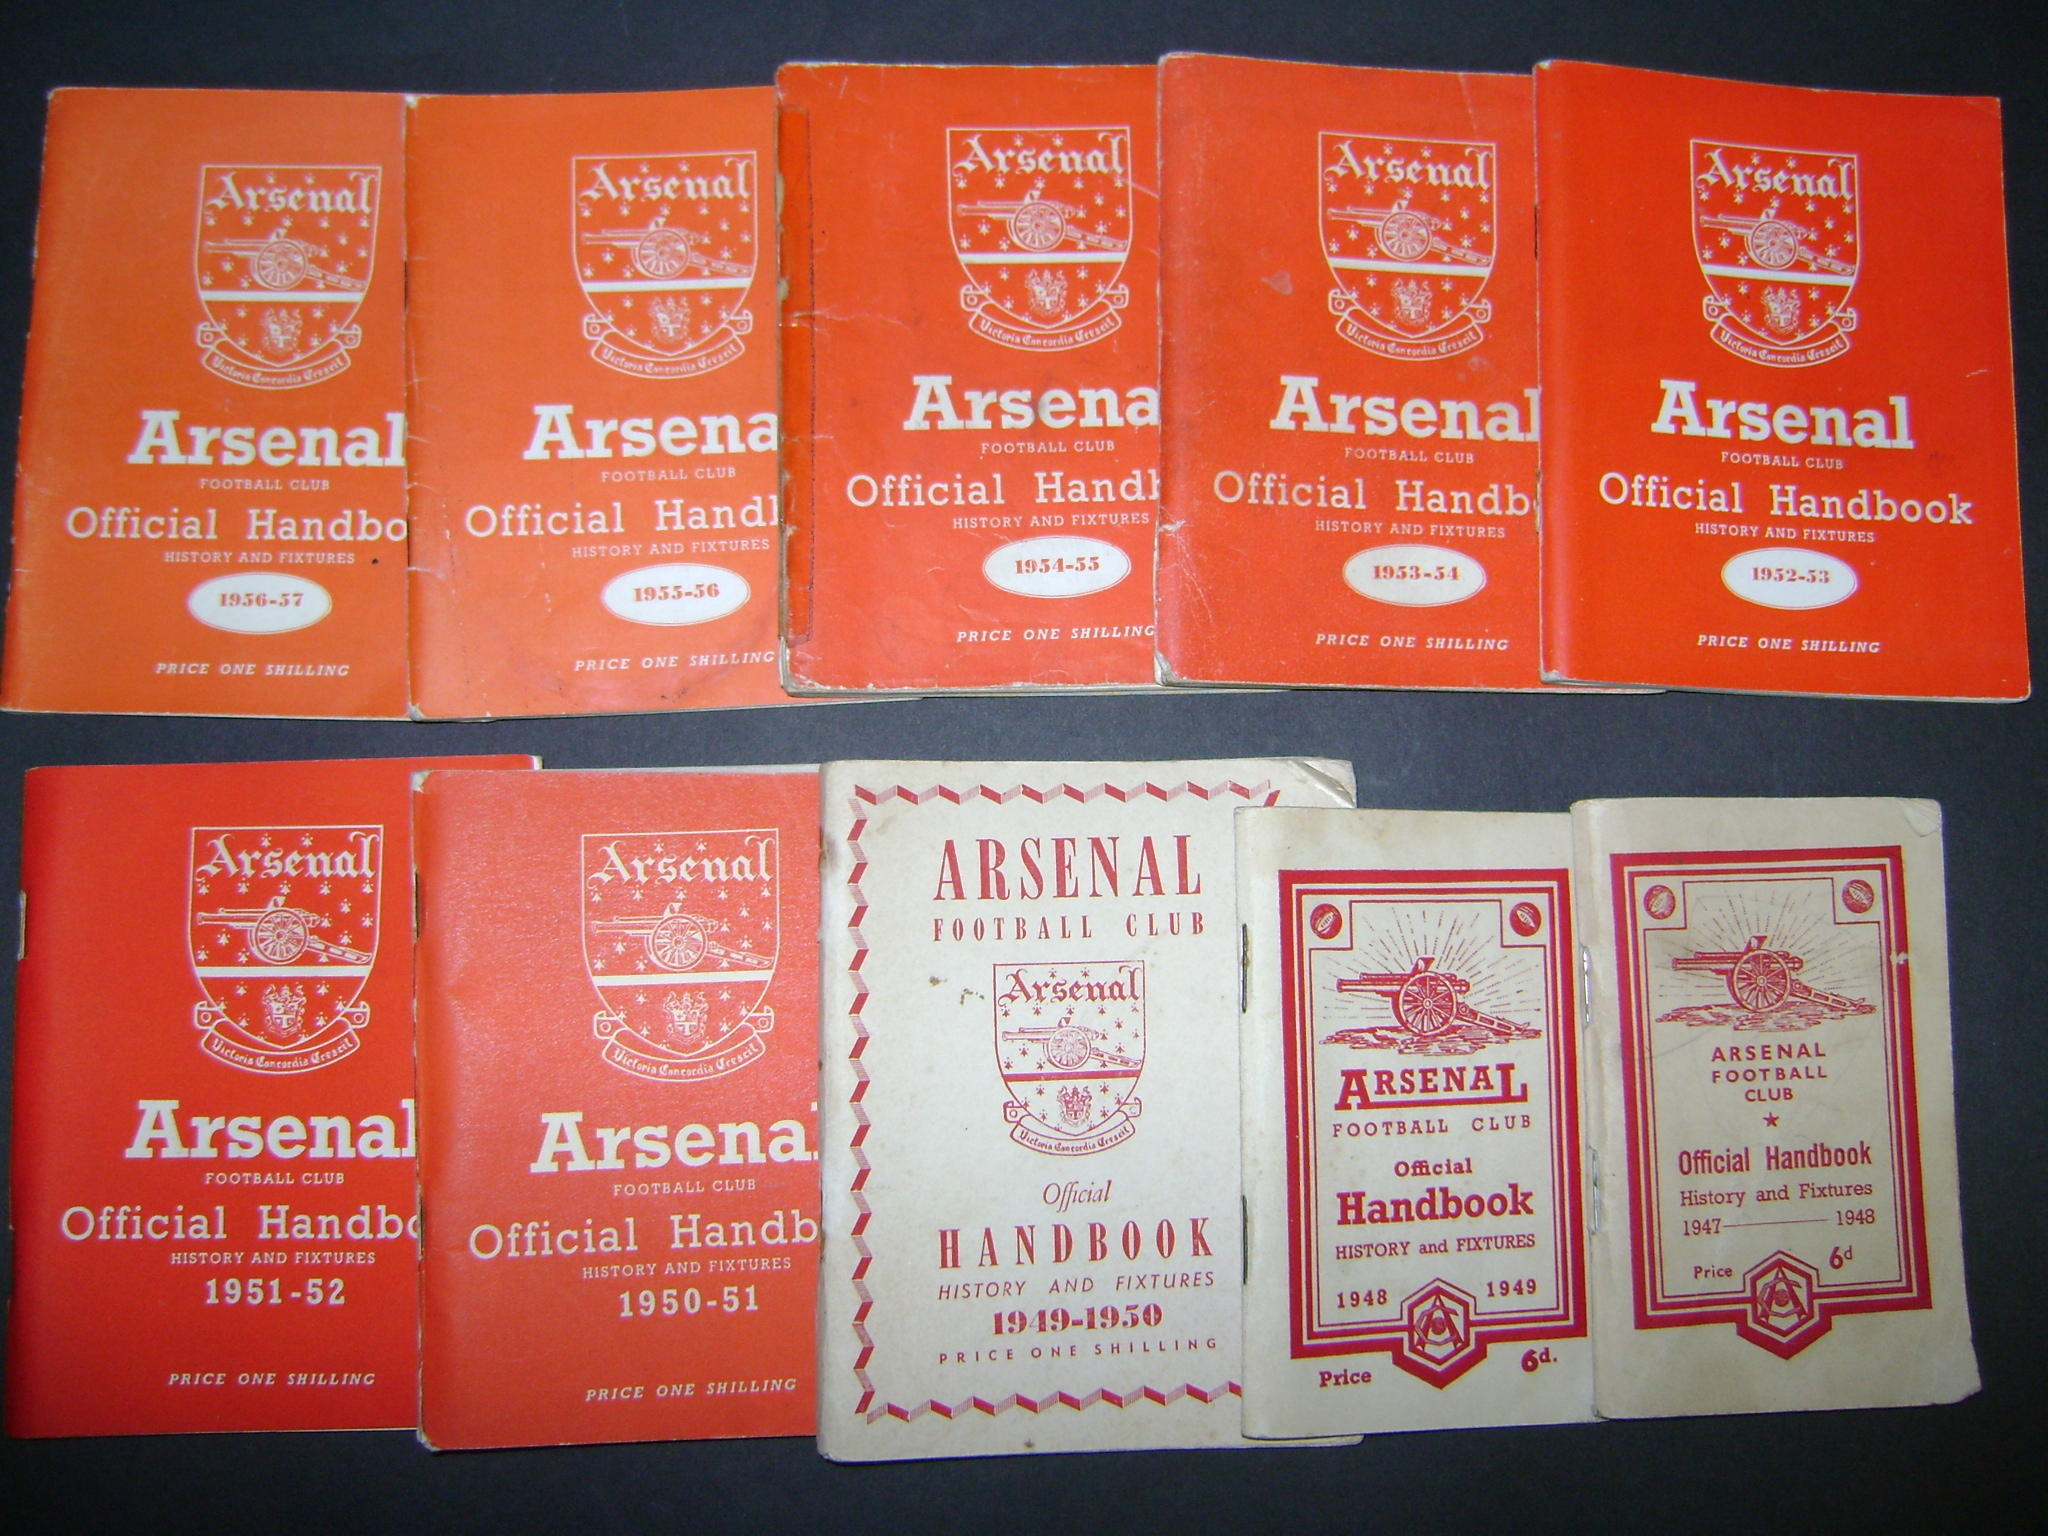 Arsenal
Victoria Concordia Crescit
Arsenal
FOOTBALL CLUB
Official Handbo
HISTORY AND FIXTURES
1956-57
PRICE ONE SHILLING
Arsenal
Victoria Concordia Crescit
Arsena
FOOTBALL CLUB
Official Handb
HISTORY AND FIXTURES
1955-56
PRICE ONE SHILLING
Arsenal
Victoria Concordia Crescit
Arsena
FOOTBALL CLUB
Official Handb
HISTORY AND FIXTURES
1954-55
PRICE ONE SHILLING
Arsenal
Victoria Concordia Crescit
Arsenal
FOOTBALL CLUB
Official Handbo
HISTORY AND FIXTURES
1953-54
PRICE ONE SHILLING
Arsenal
Victoria Concordia Crescit
Arsenal
FOOTBALL CLUB
Official Handbook
HISTORY AND FIXTURES
1952-53
PRICE ONE SHILLING
Arsenal
Victoria Concordia Crescit
Arsenal
FOOTBALL CLUB
Official Handbo
HISTORY AND FIXTURES
1951-52
PRICE ONE SHILLING
Arsenal
Victoria Concordia Crescit
Arsenal
FOOTBALL CLUB
Official Handb
HISTORY AND FIXTURES
1950-51
PRICE ONE SHILLING
ARSENAL
FOOTBALL CLUB
Arsenal
Victoria Concordia Crescit
Official
HANDBOOK
HISTORY AND FIXTURES
1949-1950
PRICE ONE SHILLING
ARSENAL
FOOTBALL CLUB
Official
Handbook
HISTORY and FIXTURES
1948 1949
Price 6d.
ARSENAL
FOOTBALL
CLUB
Official Handbook
History and Fixtures
1947 1948
Price 6d